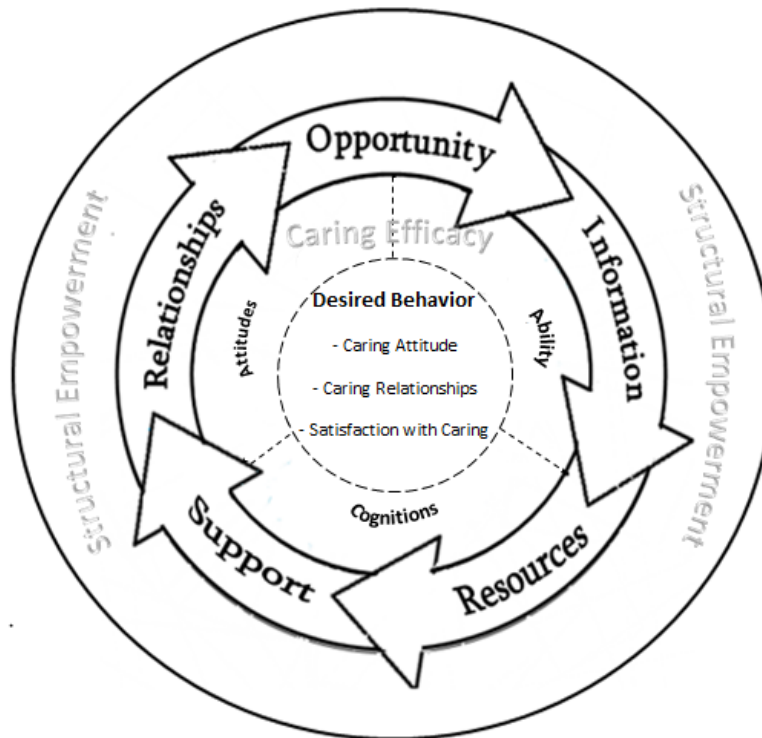 Opportunity
Structural Empowerment
Structural Empowerment
Relationships
Information
Caring Efficacy
Attitudes
Ability
Desired Behavior
- Caring Attitude
- Caring Relationships
- Satisfaction with Caring
Cognitions
Support
Resources